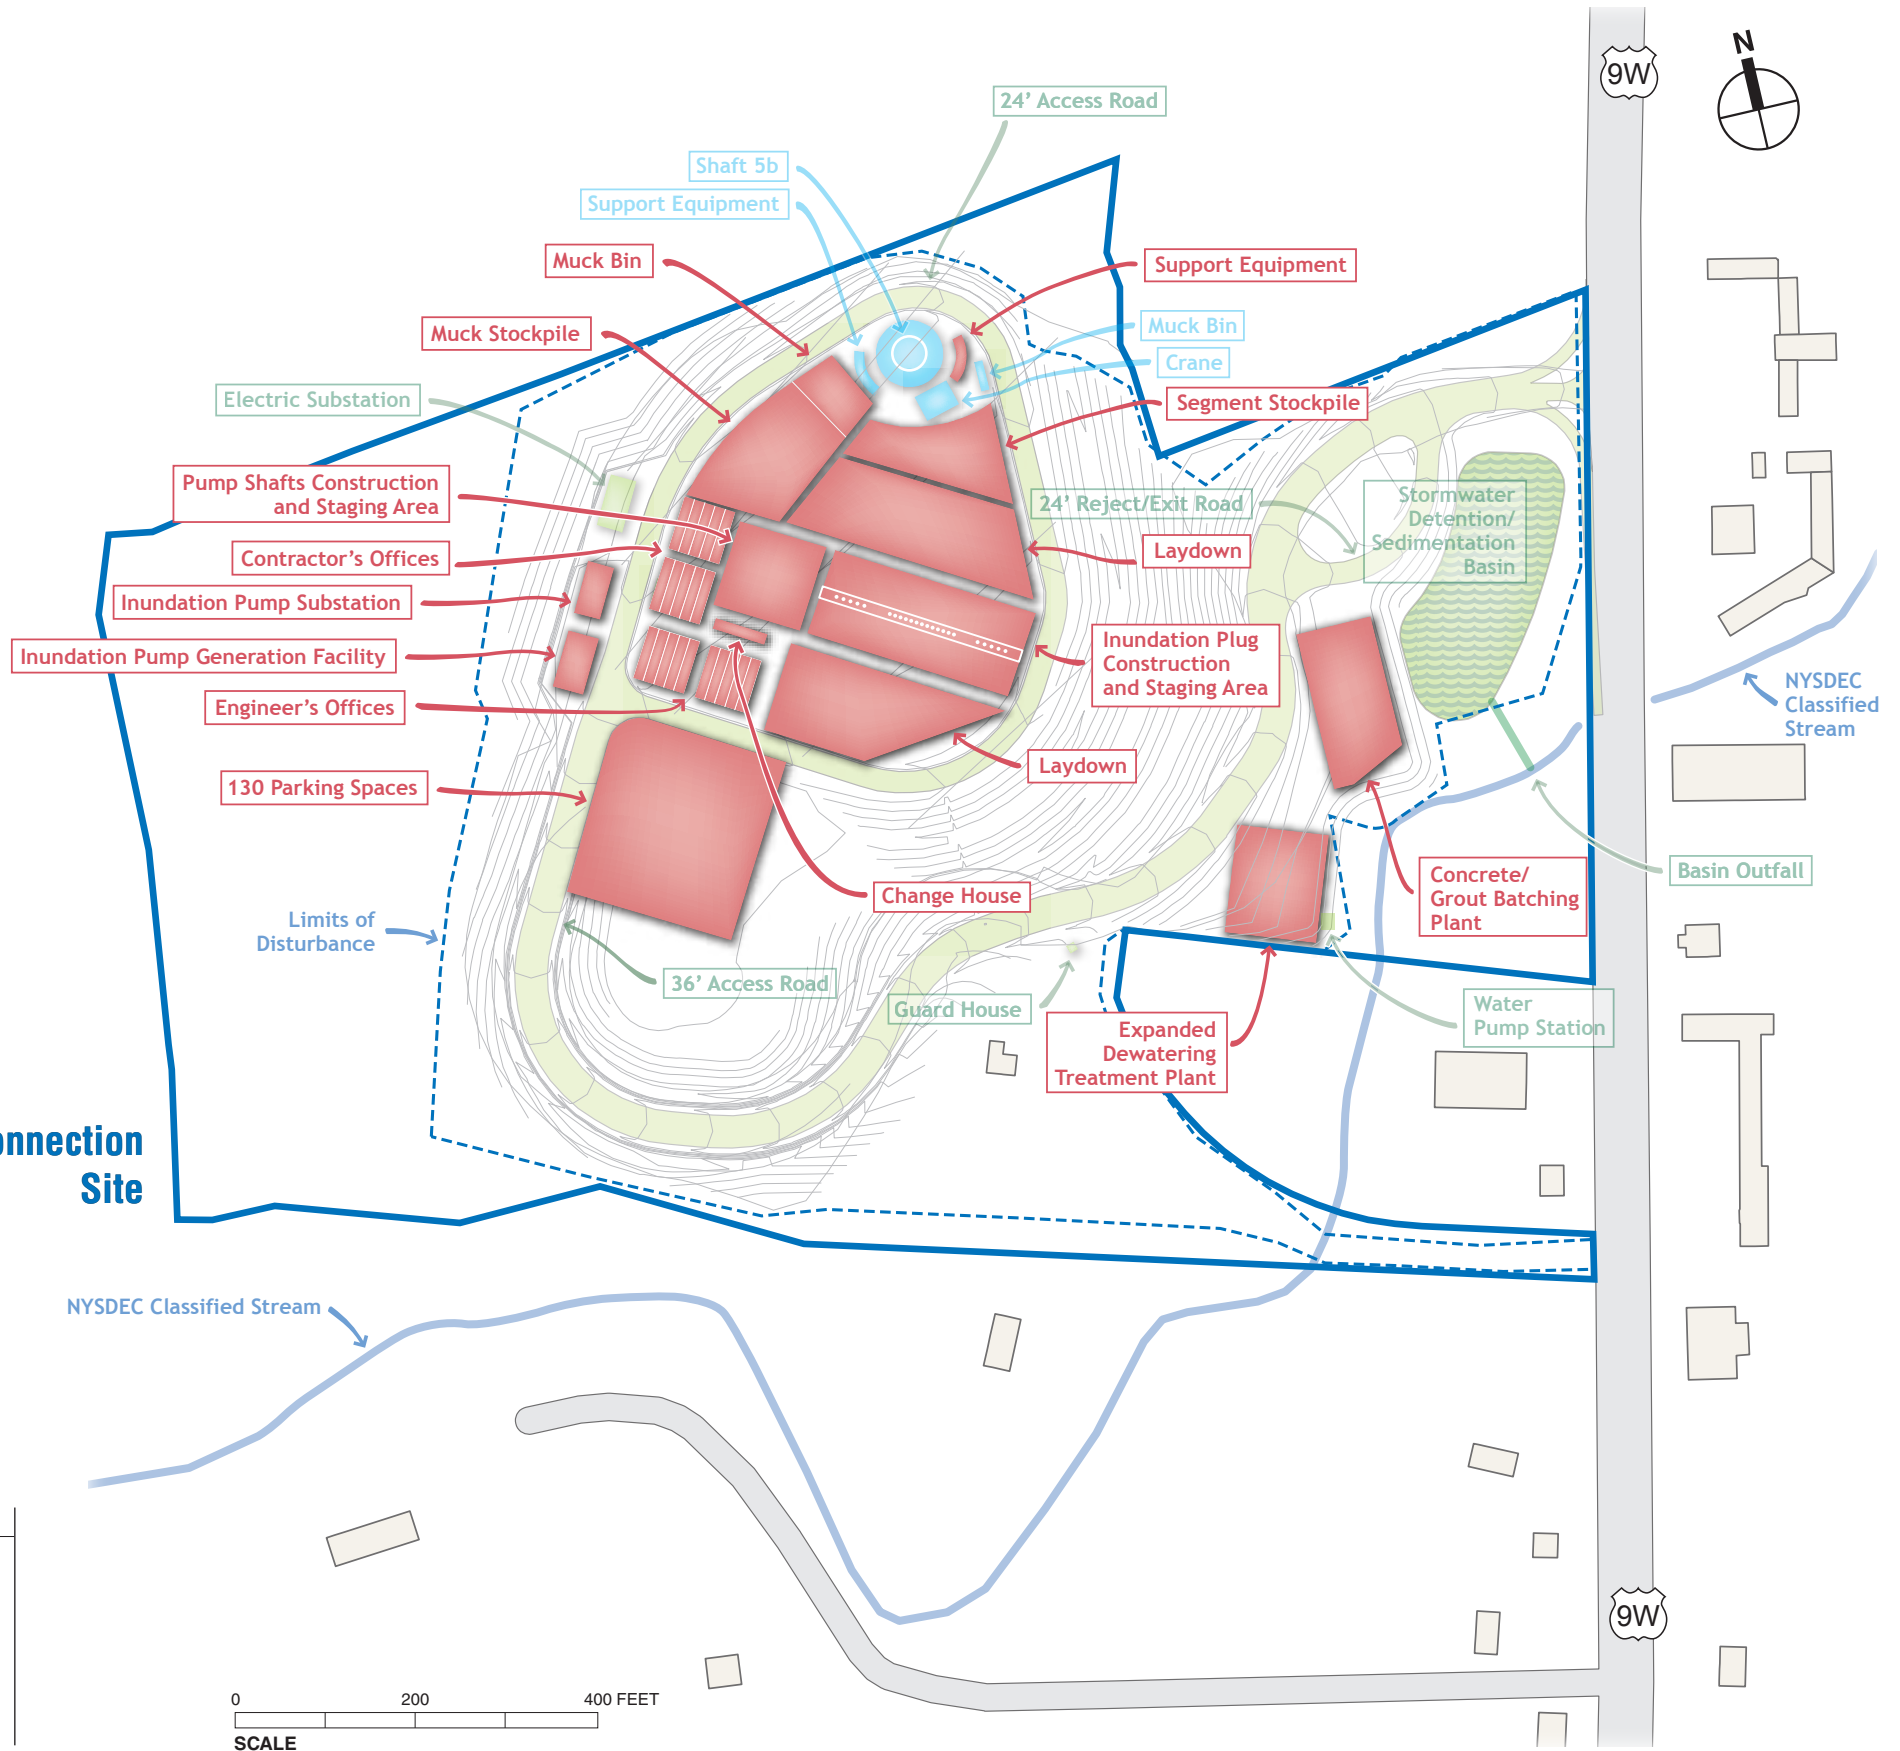 N
9W
24’ Access Road
Shaft 5b
Support Equipment
Muck Bin
Support Equipment
Muck Stockpile
Muck Bin
Crane
Electric Substation
Segment Stockpile
Pump Shafts Construction
and Staging Area
24’ Reject/Exit Road
Stormwater
Detention/
Sedimentation
Basin
Contractor’s Offices
Laydown
Inundation Pump Substation
Inundation Pump Generation Facility
Inundation Plug
Construction
and Staging Area
Engineer’s Offices
NYSDEC
Classified
Stream
Laydown
130 Parking Spaces
Basin Outfall
Change House
Concrete/
Grout Batching
Plant
Limits of
Disturbance
36’ Access Road
Guard House
Water
Pump Station
Expanded
Dewatering
Treatment Plant
onnection
Site
NYSDEC Classified Stream
9W
0 200 400 FEET
SCALE